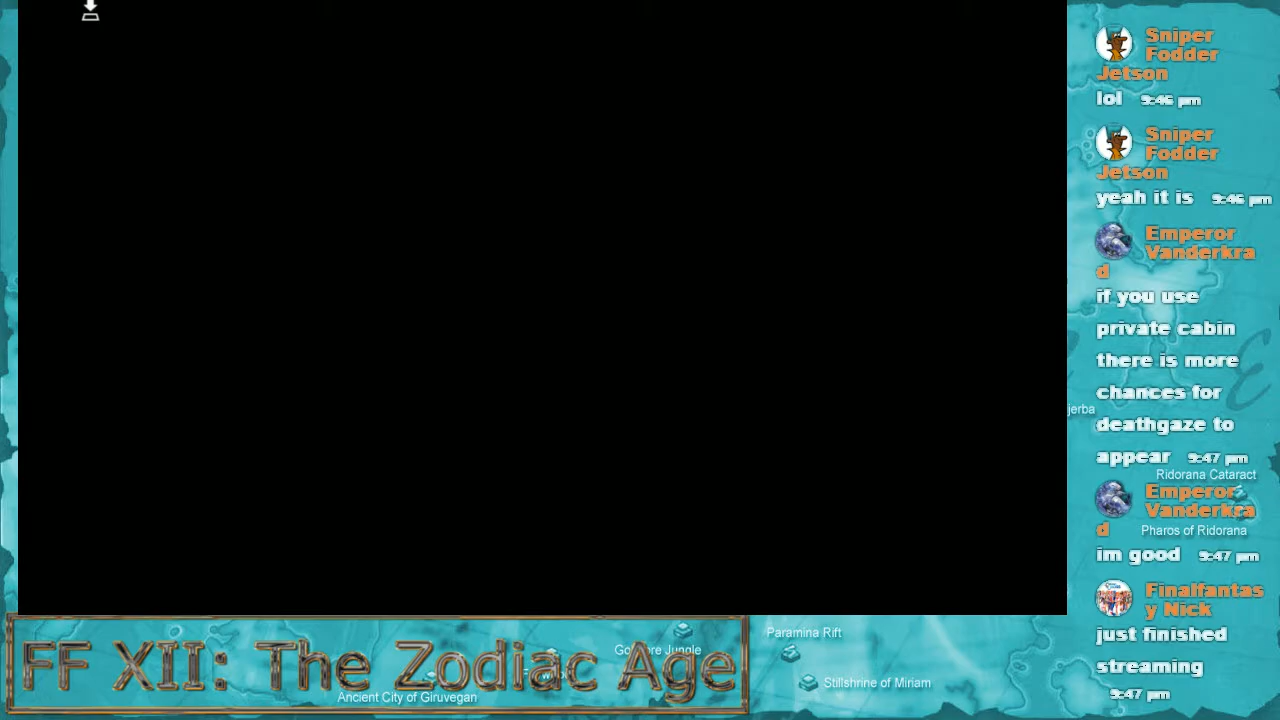 Sniper
Fodder
Jetson
lol 9:46 pm
Sniper
Fodder
Jetson
yeah it is 9:46 pm
Emperor
Vanderkra
d
if you use
private cabin
there is more
chances for
deathgaze to
appear 9:47 pm
Emperor
Vanderkra
d
im good 9:47 pm
Finalfantas
y Nick
just finished
streaming
9:47 pm
jerba
Ridorana Cataract
Pharos of Ridorana
FF XII: The Zodiac Age
Paramina Rift
Stillshrine of Miriam
Ancient City of Giruvegan
Jungle